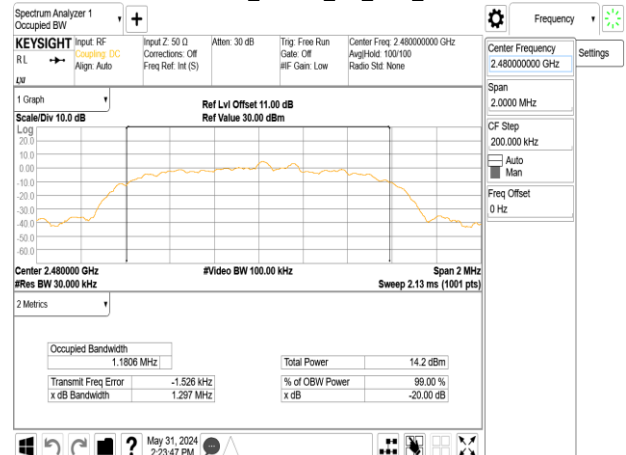 Spectrum Analyzer 1
Occupied BW
Frequency
KEYSIGHT
R L
Input: RF
Coupling: DC
Align: Auto
Input Z: 50 Ω
Corrections: Off
Freq Ref: Int (S)
Atten: 30 dB
Trig: Free Run
Gate: Off
#IF Gain: Low
Center Freq: 2.480000000 GHz
Avg|Hold: 100/100
Radio Std: None
Center Frequency
2.480000000 GHz
Settings
Span
2.0000 MHz
CF Step
200.000 kHz
Auto
Man
Freq Offset
0 Hz
1 Graph
Scale/Div 10.0 dB
Ref Lvl Offset 11.00 dB
Ref Value 30.00 dBm
Log
20.0
10.0
0.00
-10.0
-20.0
-30.0
-40.0
-50.0
-60.0
Center 2.480000 GHz
#Res BW 30.000 kHz
#Video BW 100.00 kHz
Span 2 MHz
Sweep 2.13 ms (1001 pts)
2 Metrics
Occupied Bandwidth
1.1806 MHz
Total Power 14.2 dBm
Transmit Freq Error -1.526 kHz
% of OBW Power 99.00 %
x dB Bandwidth 1.297 MHz
x dB -20.00 dB
?
May 31, 2024
2:23:47 PM